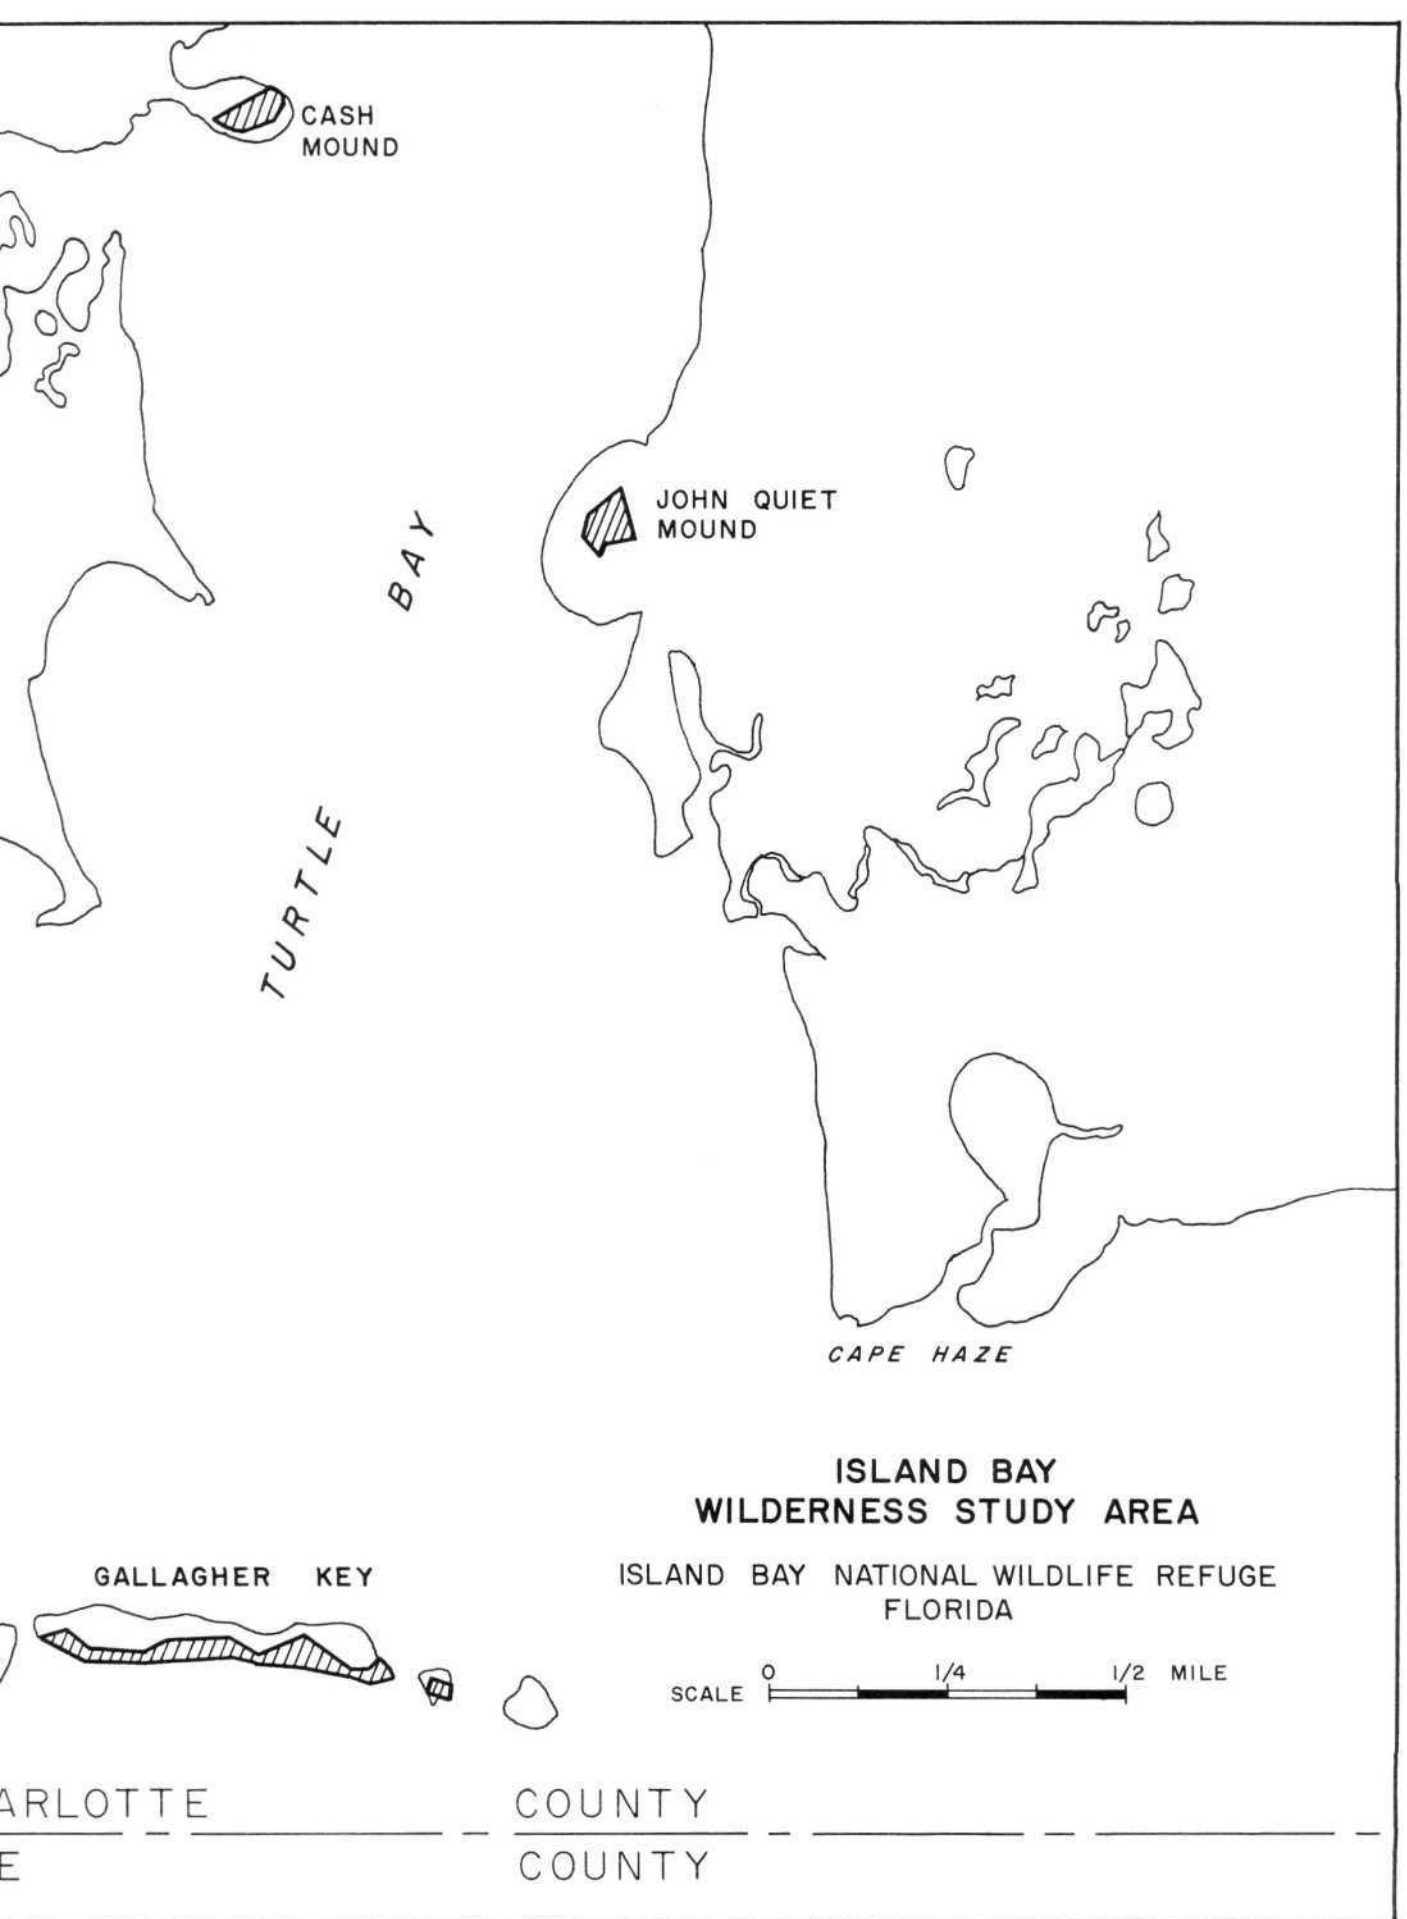 CASH
MOUND
JOHN QUIET
MOUND
TURTLE BAY
CAPE HAZE
ISLAND BAY
WILDERNESS STUDY AREA
GALLAGHER KEY
ISLAND BAY NATIONAL WILDLIFE REFUGE
FLORIDA
0 1/4 1/2 MILE
SCALE
ARLOTTE COUNTY
E COUNTY